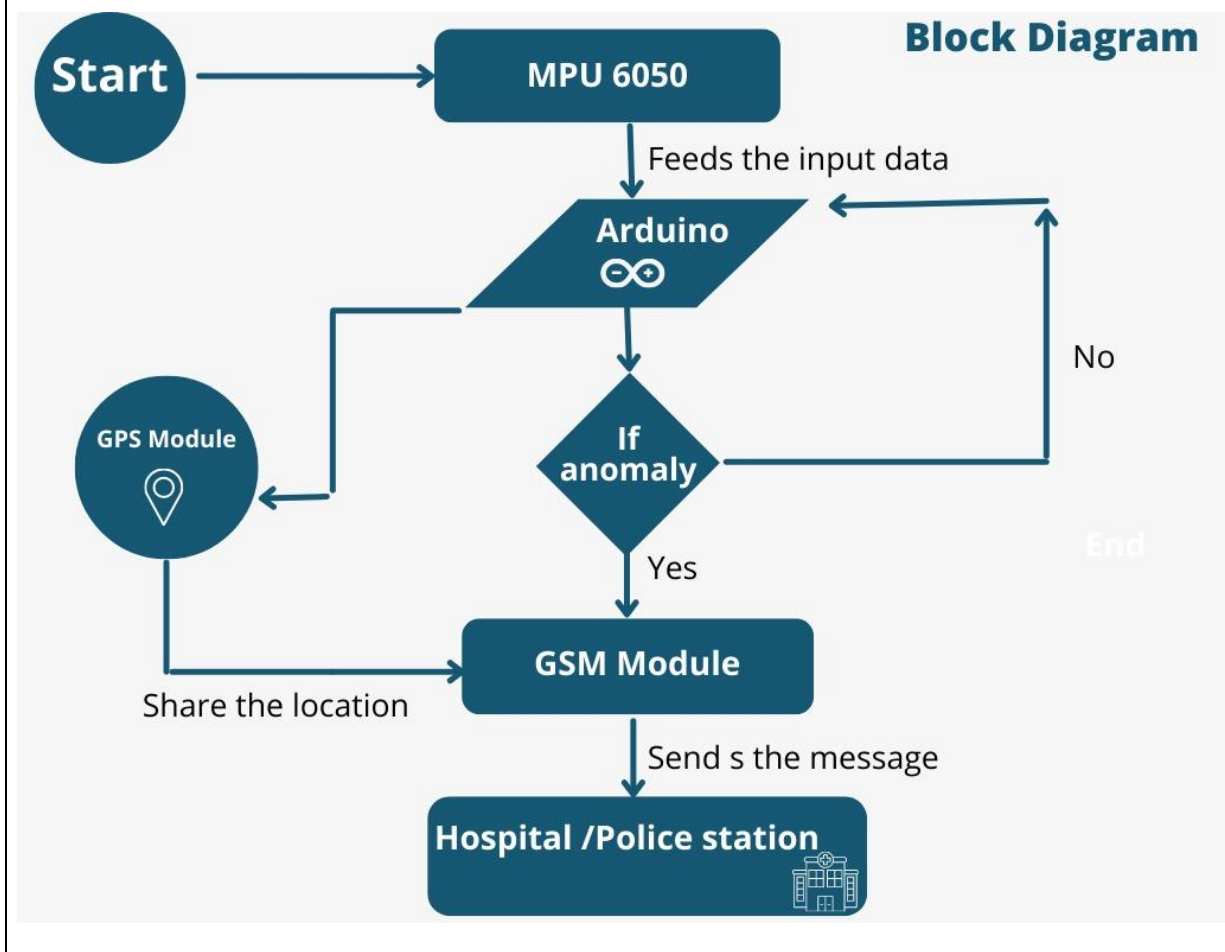 Block Diagram
Start
MPU 6050
Feeds the input data
Arduino
No
GPS Module
If
anomaly
End
Yes
GSM Module
Share the location
Send s the message
Hospital /Police station